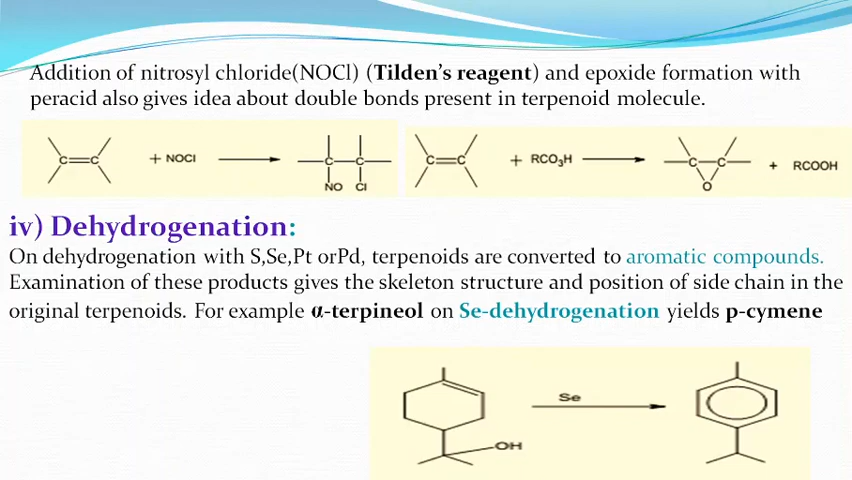 Addition of nitrosyl chloride(NOCl) (Tilden's reagent) and epoxide formation with
peracid also gives idea about double bonds present in terpenoid molecule.
C C + NOCl C C NO Cl
C C + RCO3H C C O + RCOOH
iv) Dehydrogenation:
On dehydrogenation with S,Se,Pt orPd, terpenoids are converted to aromatic compounds.
Examination of these products gives the skeleton structure and position of side chain in the
original terpenoids. For example α-terpineol on Se-dehydrogenation yields p-cymene
Se
OH